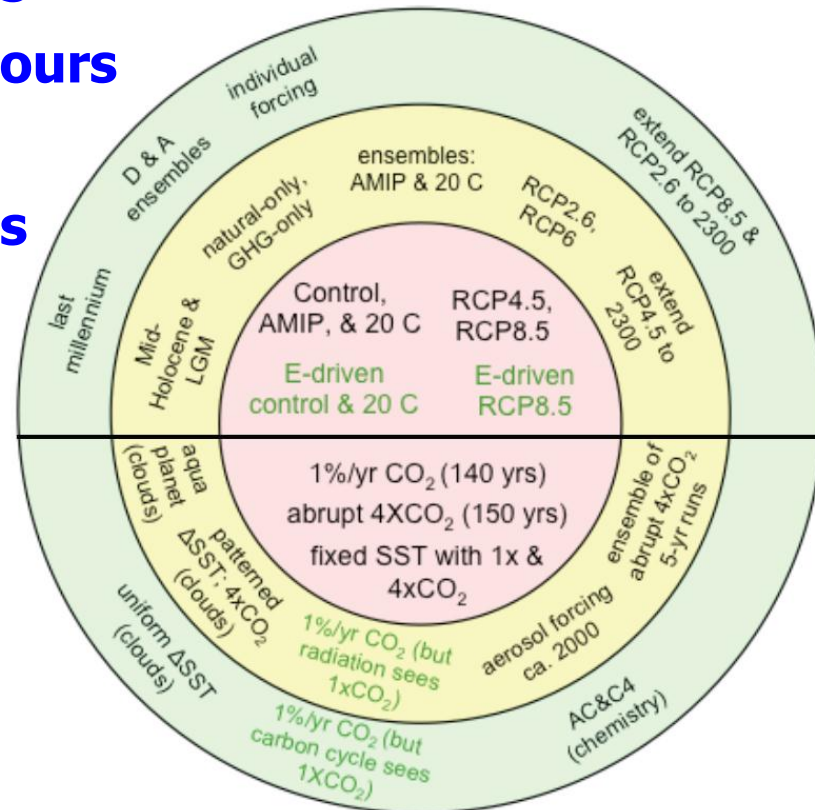 ours
s
individual
forcing
D & A
ensembles
last
millennium
extend RCP8.5 &
RCP2.6 to 2300
ensembles:
AMIP & 20 C
natural-only,
GHG-only
RCP2.6,
RCP6
Mid-
Holocene &
LGM
extend
RCP4.5 to
2300
Control,
AMIP, & 20 C
RCP4.5,
RCP8.5
E-driven
control & 20 C
E-driven
RCP8.5
1%/yr CO₂ (140 yrs)
abrupt 4XCO₂ (150 yrs)
fixed SST with 1x &
4xCO₂
aqua
planet
(clouds)
patterned
ΔSST; 4xCO₂
(clouds)
1%/yr CO₂ (but
radiation sees
1xCO₂)
aerosol forcing
ca. 2000
ensemble of
abrupt 4xCO₂
5-yr runs
uniform ΔSST
(clouds)
1%/yr CO₂ (but
carbon cycle sees
1XCO₂)
AC&C4
(chemistry)